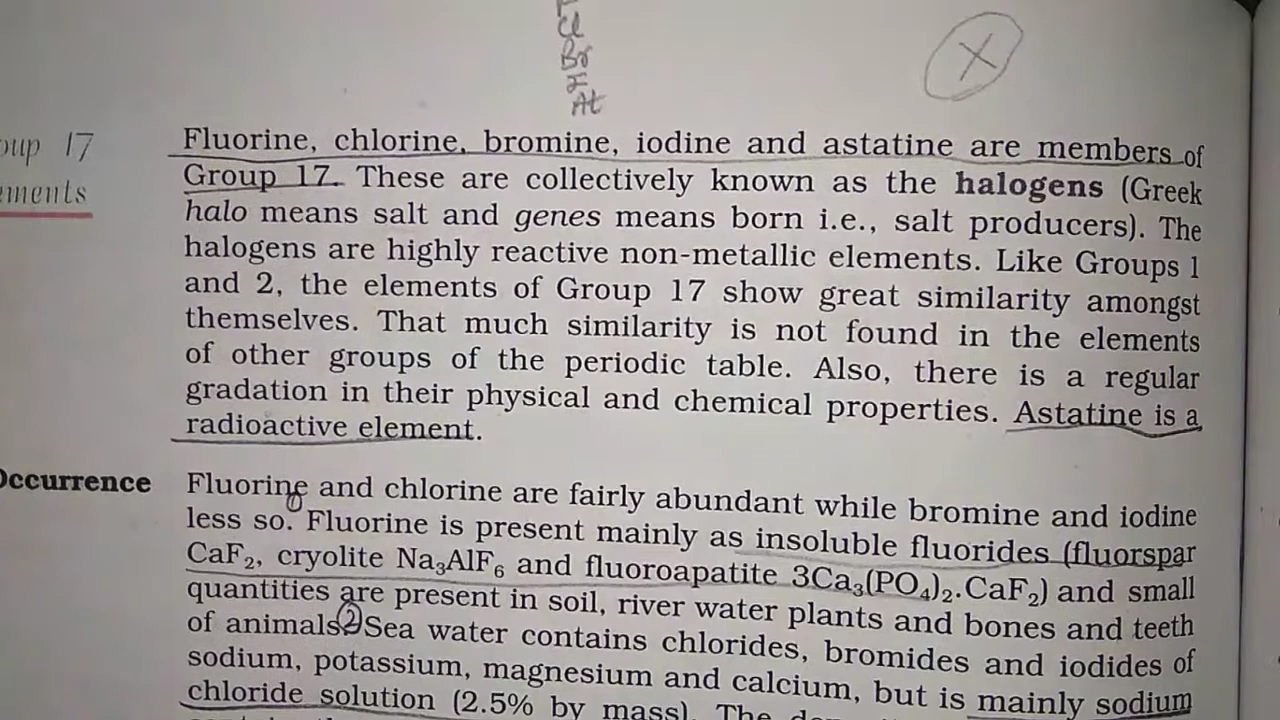 Cl
Br
I
At
X
oup 17
ements
Fluorine, chlorine, bromine, iodine and astatine are members of
Group 17. These are collectively known as the halogens (Greek
halo means salt and genes means born i.e., salt producers). The
halogens are highly reactive non-metallic elements. Like Groups 1
and 2, the elements of Group 17 show great similarity amongst
themselves. That much similarity is not found in the elements
of other groups of the periodic table. Also, there is a regular
gradation in their physical and chemical properties. Astatine is a
radioactive element.
Occurrence
Fluorine and chlorine are fairly abundant while bromine and iodine
less so. Fluorine is present mainly as insoluble fluorides (fluorspar
CaF₂, cryolite Na₃AlF₆ and fluoroapatite 3Ca₃(PO₄)₂.CaF₂) and small
quantities are present in soil, river water plants and bones and teeth
of animals. ② Sea water contains chlorides, bromides and iodides of
sodium, potassium, magnesium and calcium, but is mainly sodium
chloride solution (2.5% by mass). The